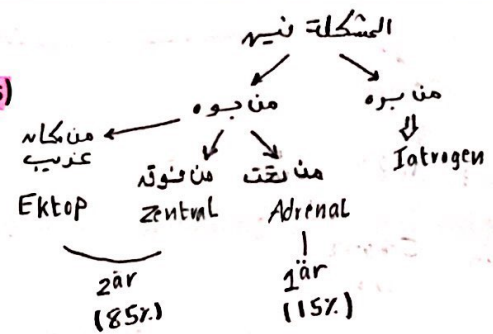 المشكلة فين
من بره
من جوه
من مكان غريب
Iatrogen
من تحت
من فوق
Adrenal
Zentral
Ektop
1är
2är
(15%)
(85%)